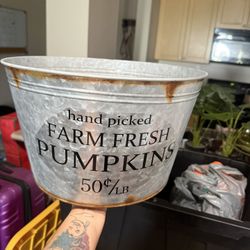 hand picked
FARM FRESH
PUMPKINS
50¢/LB